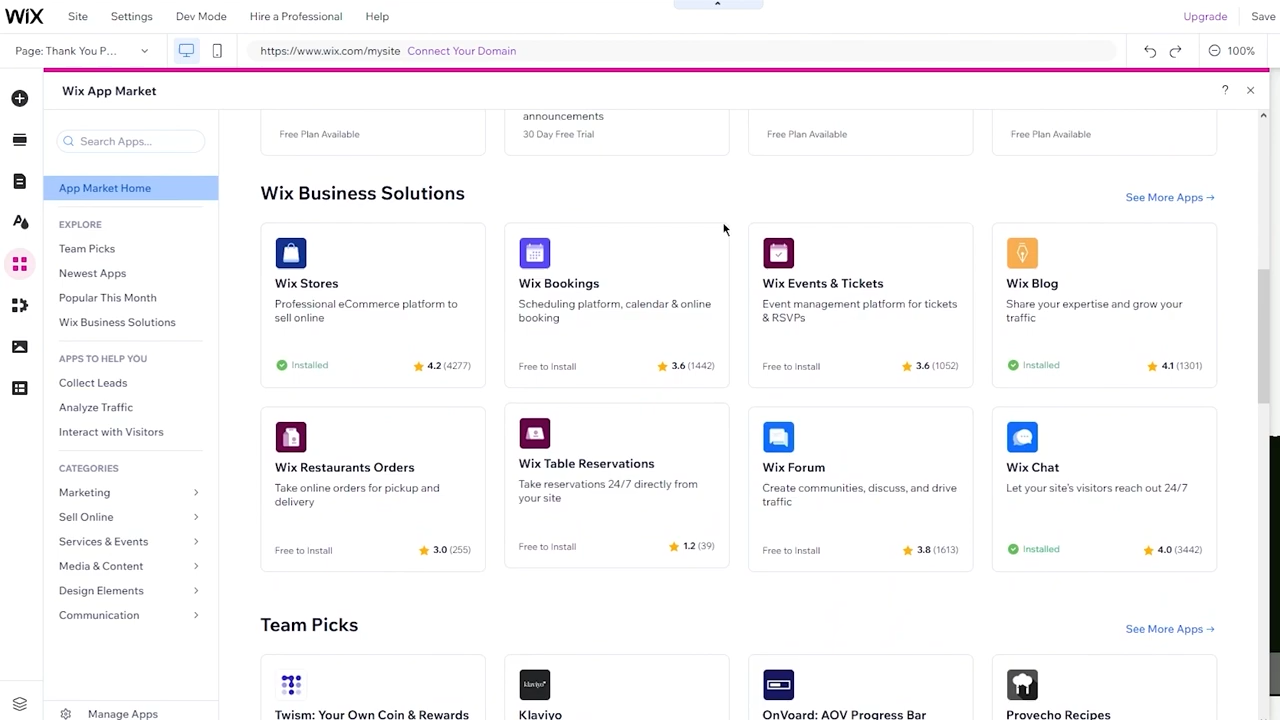 WiX
Site
Settings
Dev Mode
Hire a Professional
Help
Upgrade
Save
Page: Thank You P...
https://www.wix.com/mysite
Connect Your Domain
100%
Wix App Market
?
Search Apps...
App Market Home
EXPLORE
Team Picks
Newest Apps
Popular This Month
Wix Business Solutions
APPS TO HELP YOU
Collect Leads
Analyze Traffic
Interact with Visitors
CATEGORIES
Marketing
Sell Online
Services & Events
Media & Content
Design Elements
Communication
Manage Apps
Free Plan Available
announcements
30 Day Free Trial
Free Plan Available
Free Plan Available
Wix Business Solutions
See More Apps →
Wix Stores
Professional eCommerce platform to
sell online
Installed
4.2 (4277)
Wix Bookings
Scheduling platform, calendar & online
booking
Free to Install
3.6 (1442)
Wix Events & Tickets
Event management platform for tickets
& RSVPs
Free to Install
3.6 (1052)
Wix Blog
Share your expertise and grow your
traffic
Installed
4.1 (1301)
Wix Restaurants Orders
Take online orders for pickup and
delivery
Free to Install
3.0 (255)
Wix Table Reservations
Take reservations 24/7 directly from
your site
Free to Install
1.2 (39)
Wix Forum
Create communities, discuss, and drive
traffic
Free to Install
3.8 (1613)
Wix Chat
Let your site's visitors reach out 24/7
Installed
4.0 (3442)
Team Picks
See More Apps →
Twism: Your Own Coin & Rewards
klaviyo
Klaviyo
OnVoard: AOV Progress Bar
Provecho Recipes